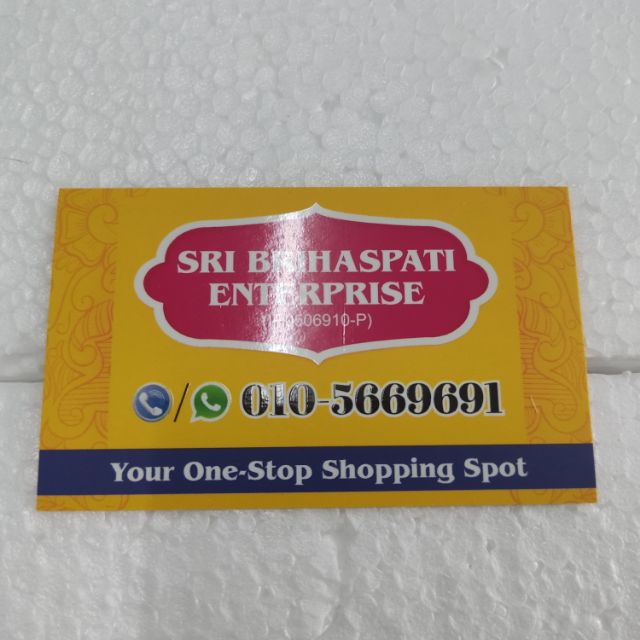 SRI BRIHASPATI
ENTERPRISE
/ 010-5669691
Your One-Stop Shopping Spot